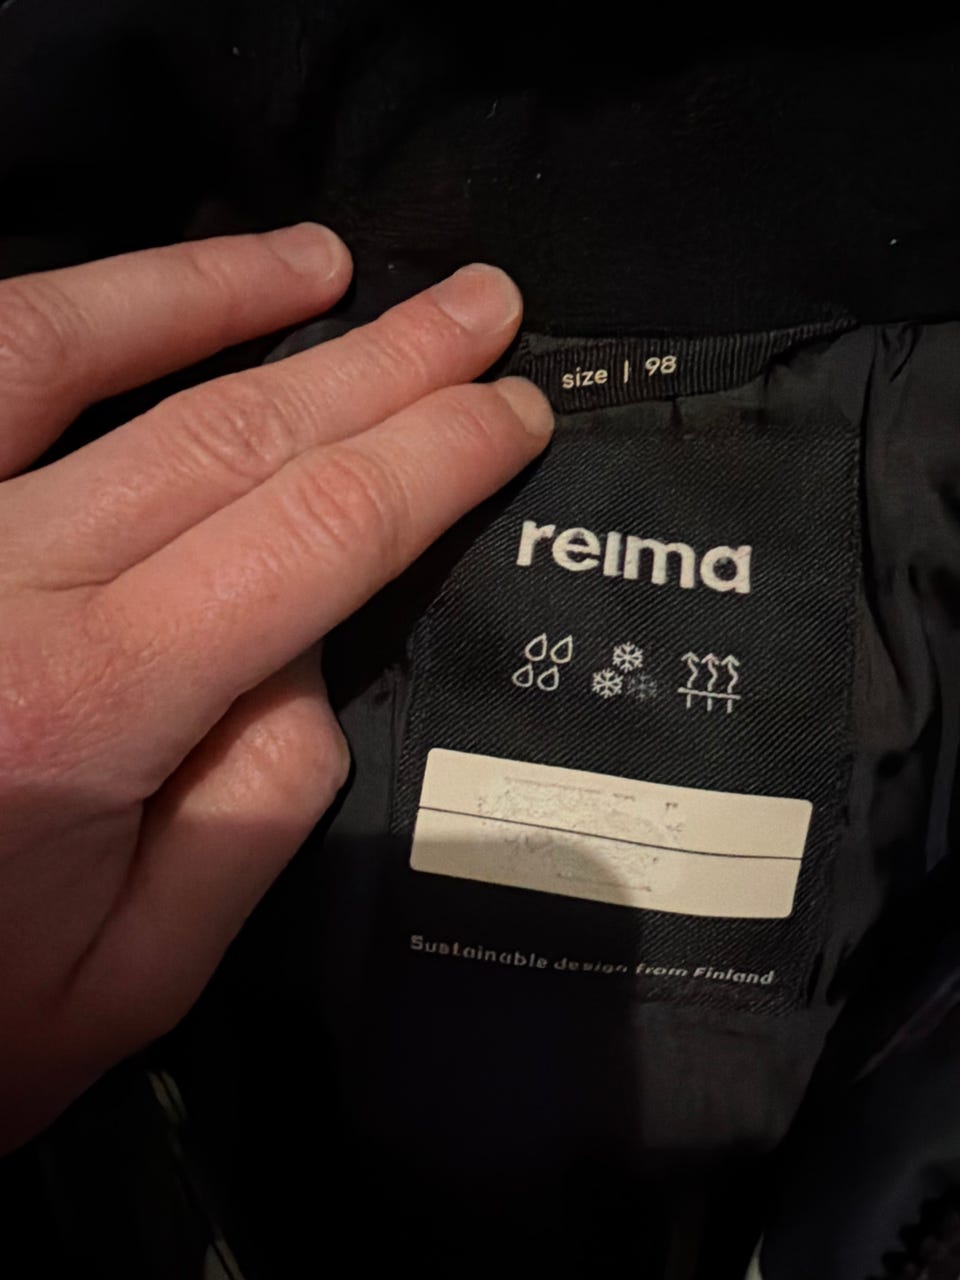 size | 98
reima
Sustainable design from Finland